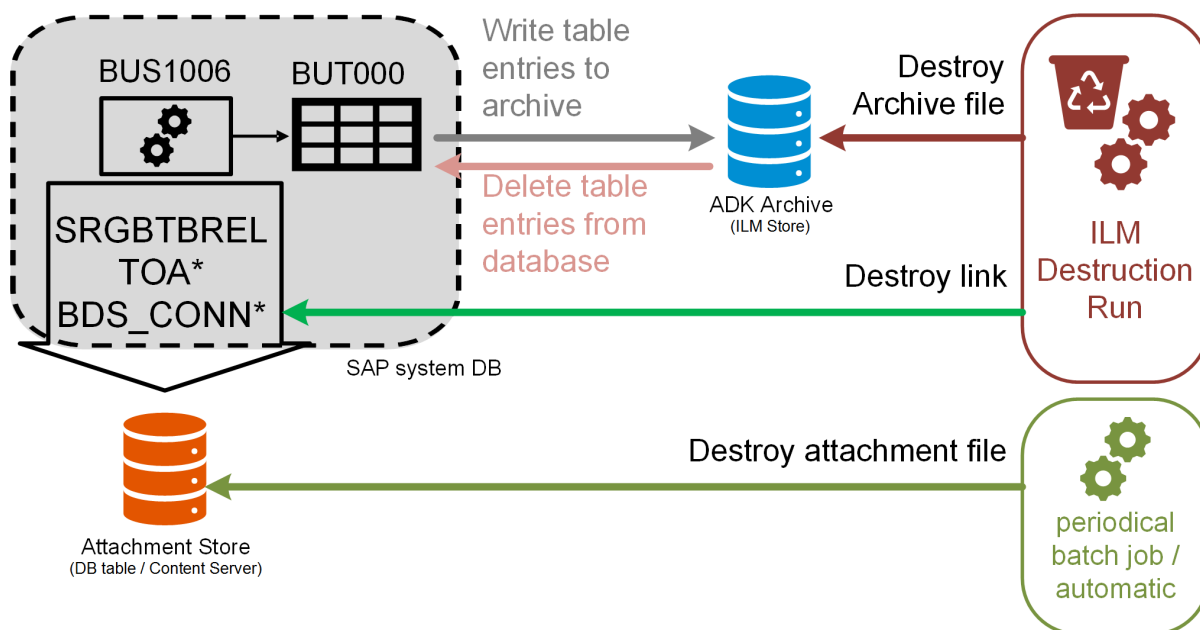 BUS1006
BUT000
SRGBTBREL
TOA*
BDS_CONN*
SAP system DB
Write table
entries to
archive
Delete table
entries from
database
ADK Archive
(ILM Store)
Destroy
Archive file
Destroy link
ILM
Destruction
Run
Attachment Store
(DB table / Content Server)
Destroy attachment file
periodical
batch job /
automatic